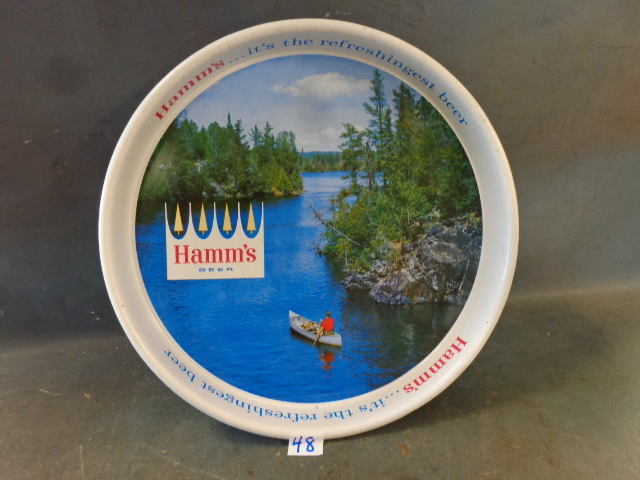 Hamm's...it's the refreshingest beer
Hamm's
BEER
Hamm's...it's the refreshingest beer
48